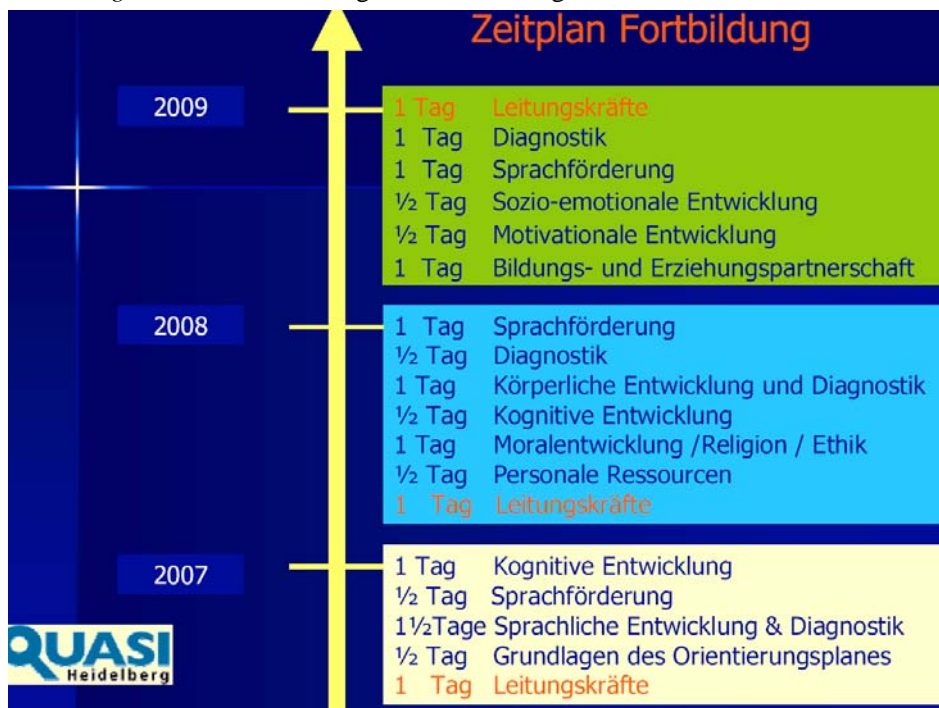 Zeitplan Fortbildung
2009
1 Tag Leitungskräfte
1 Tag Diagnostik
1 Tag Sprachförderung
½ Tag Sozio-emotionale Entwicklung
½ Tag Motivationale Entwicklung
1 Tag Bildungs- und Erziehungspartnerschaft
2008
1 Tag Sprachförderung
½ Tag Diagnostik
1 Tag Körperliche Entwicklung und Diagnostik
½ Tag Kognitive Entwicklung
1 Tag Moralentwicklung /Religion / Ethik
½ Tag Personale Ressourcen
1 Tag Leitungskräfte
2007
1 Tag Kognitive Entwicklung
½ Tag Sprachförderung
1½Tage Sprachliche Entwicklung & Diagnostik
½ Tag Grundlagen des Orientierungsplanes
1 Tag Leitungskräfte
QUASI
Heidelberg